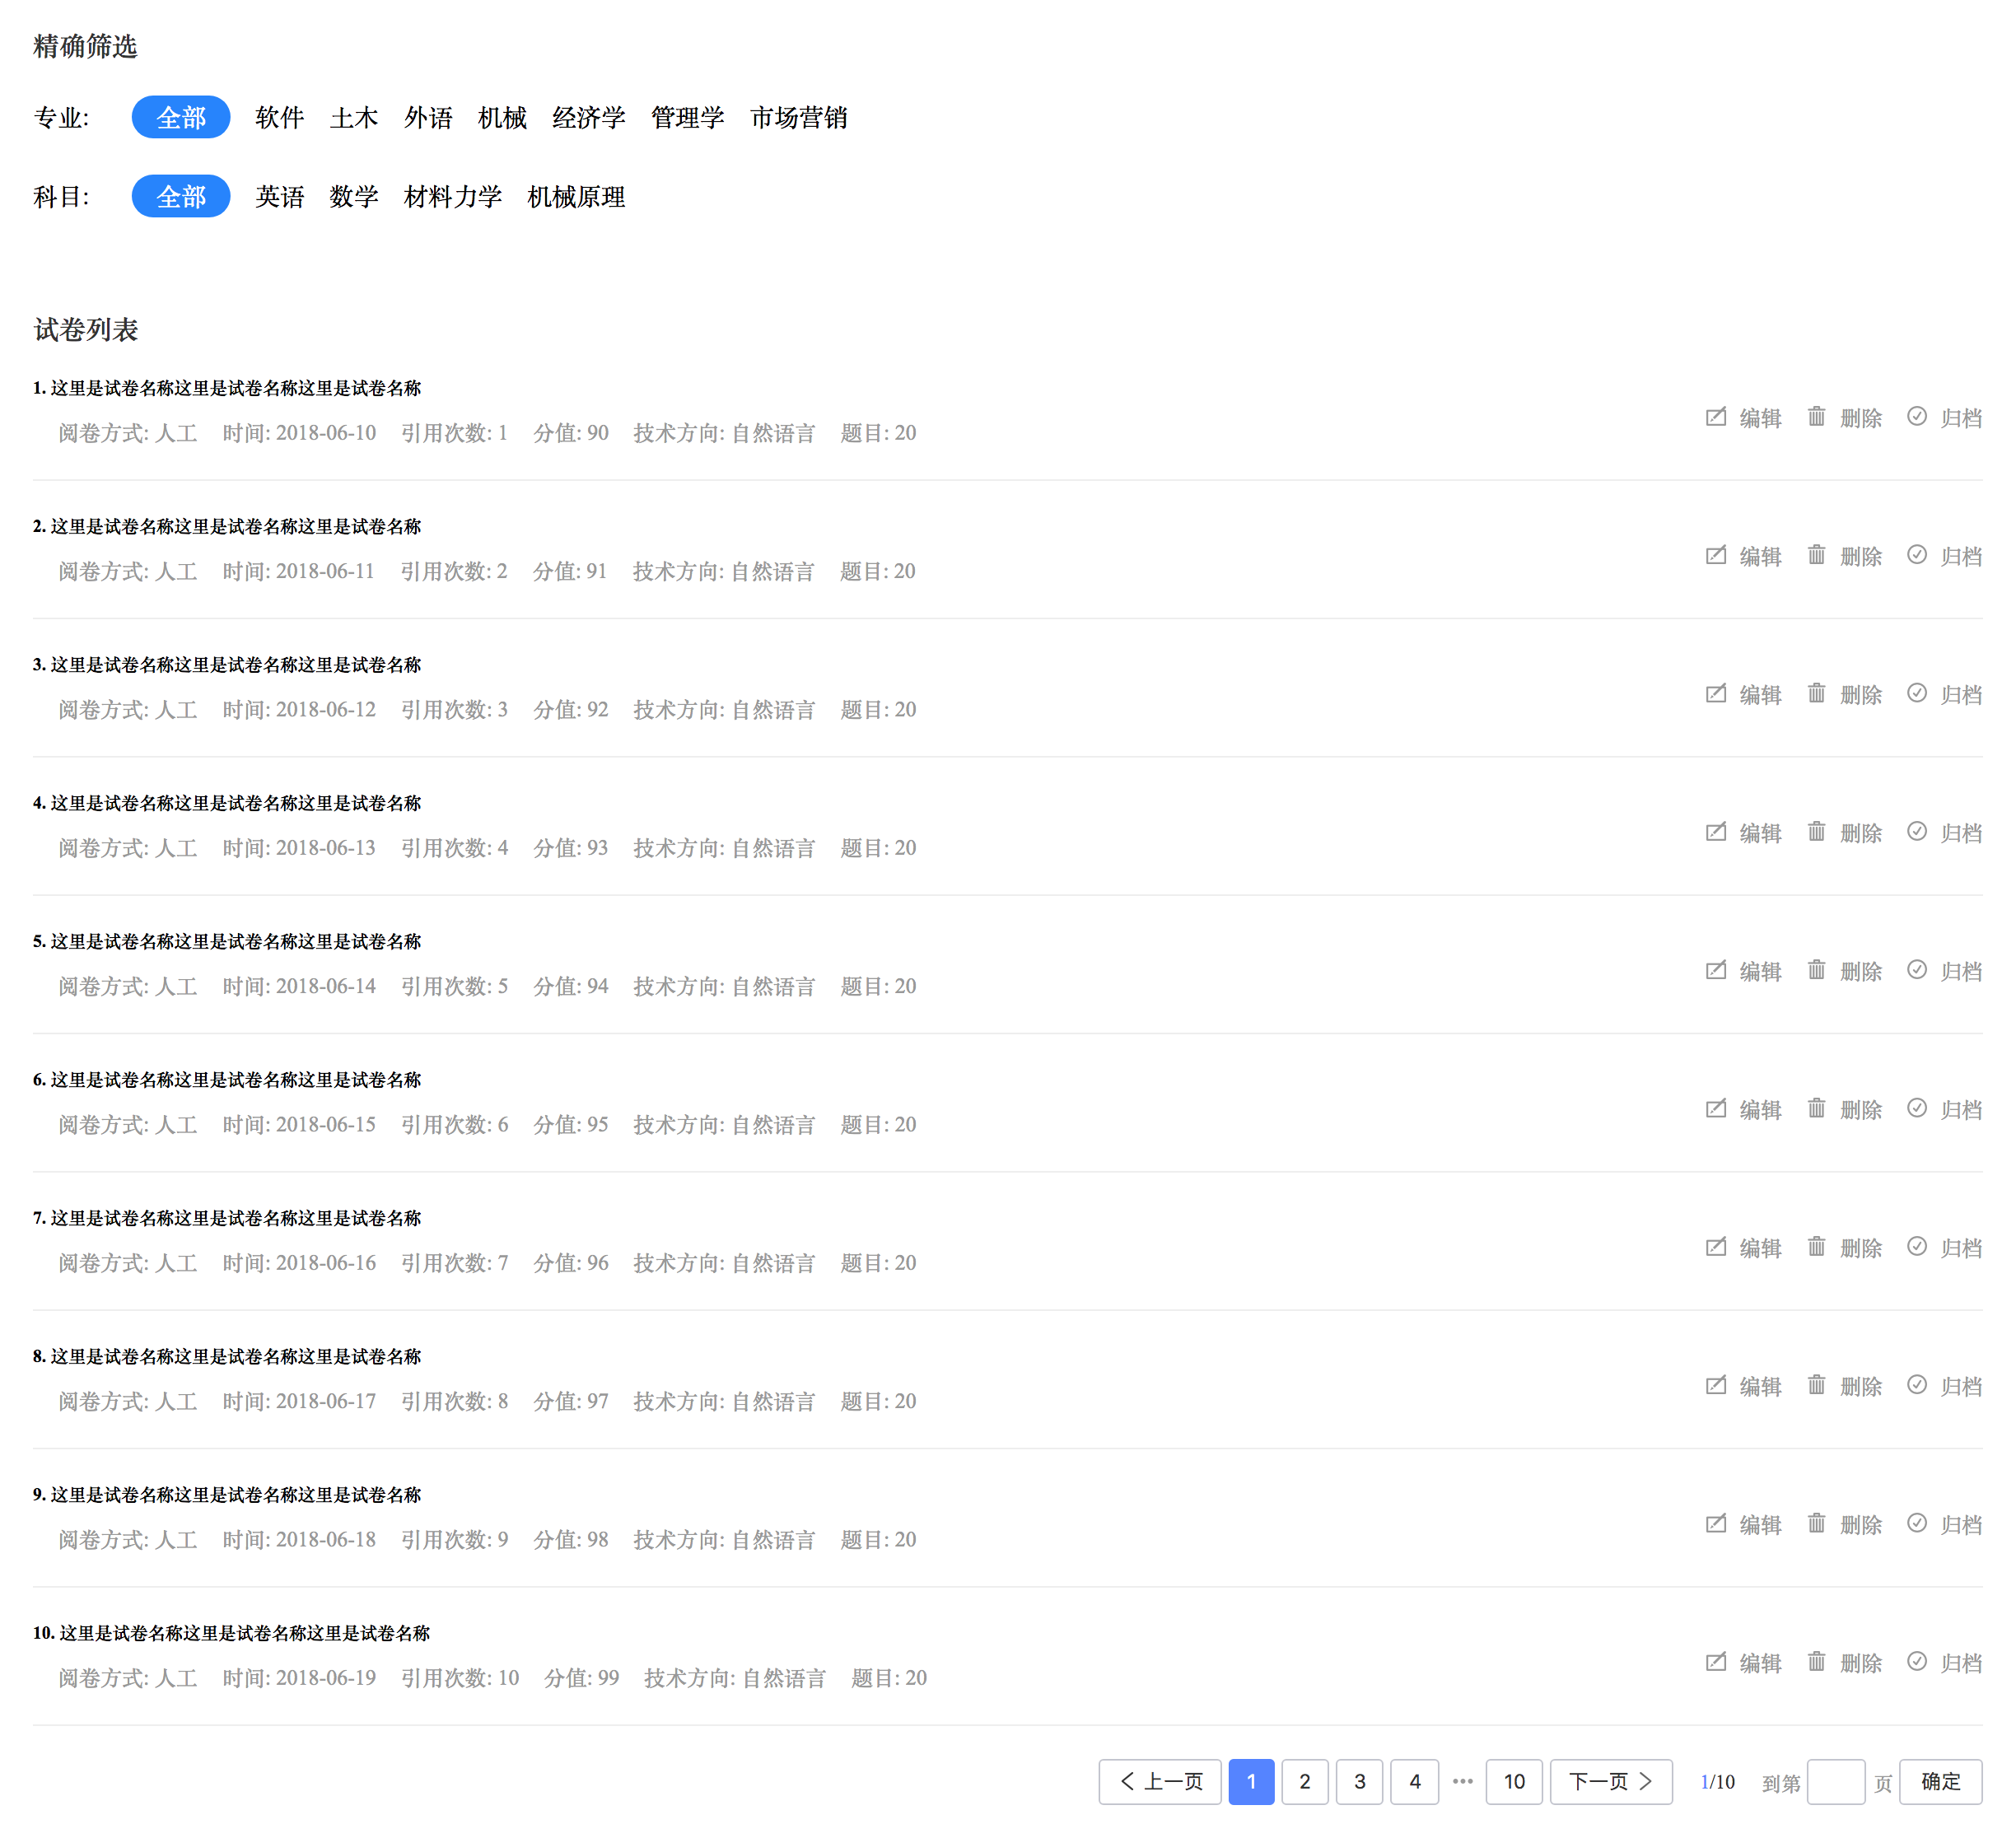 精确筛选
专业: 全部 软件 土木 外语 机械 经济学 管理学 市场营销
科目: 全部 英语 数学 材料力学 机械原理
试卷列表
1. 这里是试卷名称这里是试卷名称这里是试卷名称
阅卷方式: 人工 时间: 2018-06-10 引用次数: 1 分值: 90 技术方向: 自然语言 题目: 20 编辑 删除 归档
2. 这里是试卷名称这里是试卷名称这里是试卷名称
阅卷方式: 人工 时间: 2018-06-11 引用次数: 2 分值: 91 技术方向: 自然语言 题目: 20 编辑 删除 归档
3. 这里是试卷名称这里是试卷名称这里是试卷名称
阅卷方式: 人工 时间: 2018-06-12 引用次数: 3 分值: 92 技术方向: 自然语言 题目: 20 编辑 删除 归档
4. 这里是试卷名称这里是试卷名称这里是试卷名称
阅卷方式: 人工 时间: 2018-06-13 引用次数: 4 分值: 93 技术方向: 自然语言 题目: 20 编辑 删除 归档
5. 这里是试卷名称这里是试卷名称这里是试卷名称
阅卷方式: 人工 时间: 2018-06-14 引用次数: 5 分值: 94 技术方向: 自然语言 题目: 20 编辑 删除 归档
6. 这里是试卷名称这里是试卷名称这里是试卷名称
阅卷方式: 人工 时间: 2018-06-15 引用次数: 6 分值: 95 技术方向: 自然语言 题目: 20 编辑 删除 归档
7. 这里是试卷名称这里是试卷名称这里是试卷名称
阅卷方式: 人工 时间: 2018-06-16 引用次数: 7 分值: 96 技术方向: 自然语言 题目: 20 编辑 删除 归档
8. 这里是试卷名称这里是试卷名称这里是试卷名称
阅卷方式: 人工 时间: 2018-06-17 引用次数: 8 分值: 97 技术方向: 自然语言 题目: 20 编辑 删除 归档
9. 这里是试卷名称这里是试卷名称这里是试卷名称
阅卷方式: 人工 时间: 2018-06-18 引用次数: 9 分值: 98 技术方向: 自然语言 题目: 20 编辑 删除 归档
10. 这里是试卷名称这里是试卷名称这里是试卷名称
阅卷方式: 人工 时间: 2018-06-19 引用次数: 10 分值: 99 技术方向: 自然语言 题目: 20 编辑 删除 归档
上一页 1 2 3 4 ••• 10 下一页 1/10 到第 页 确定